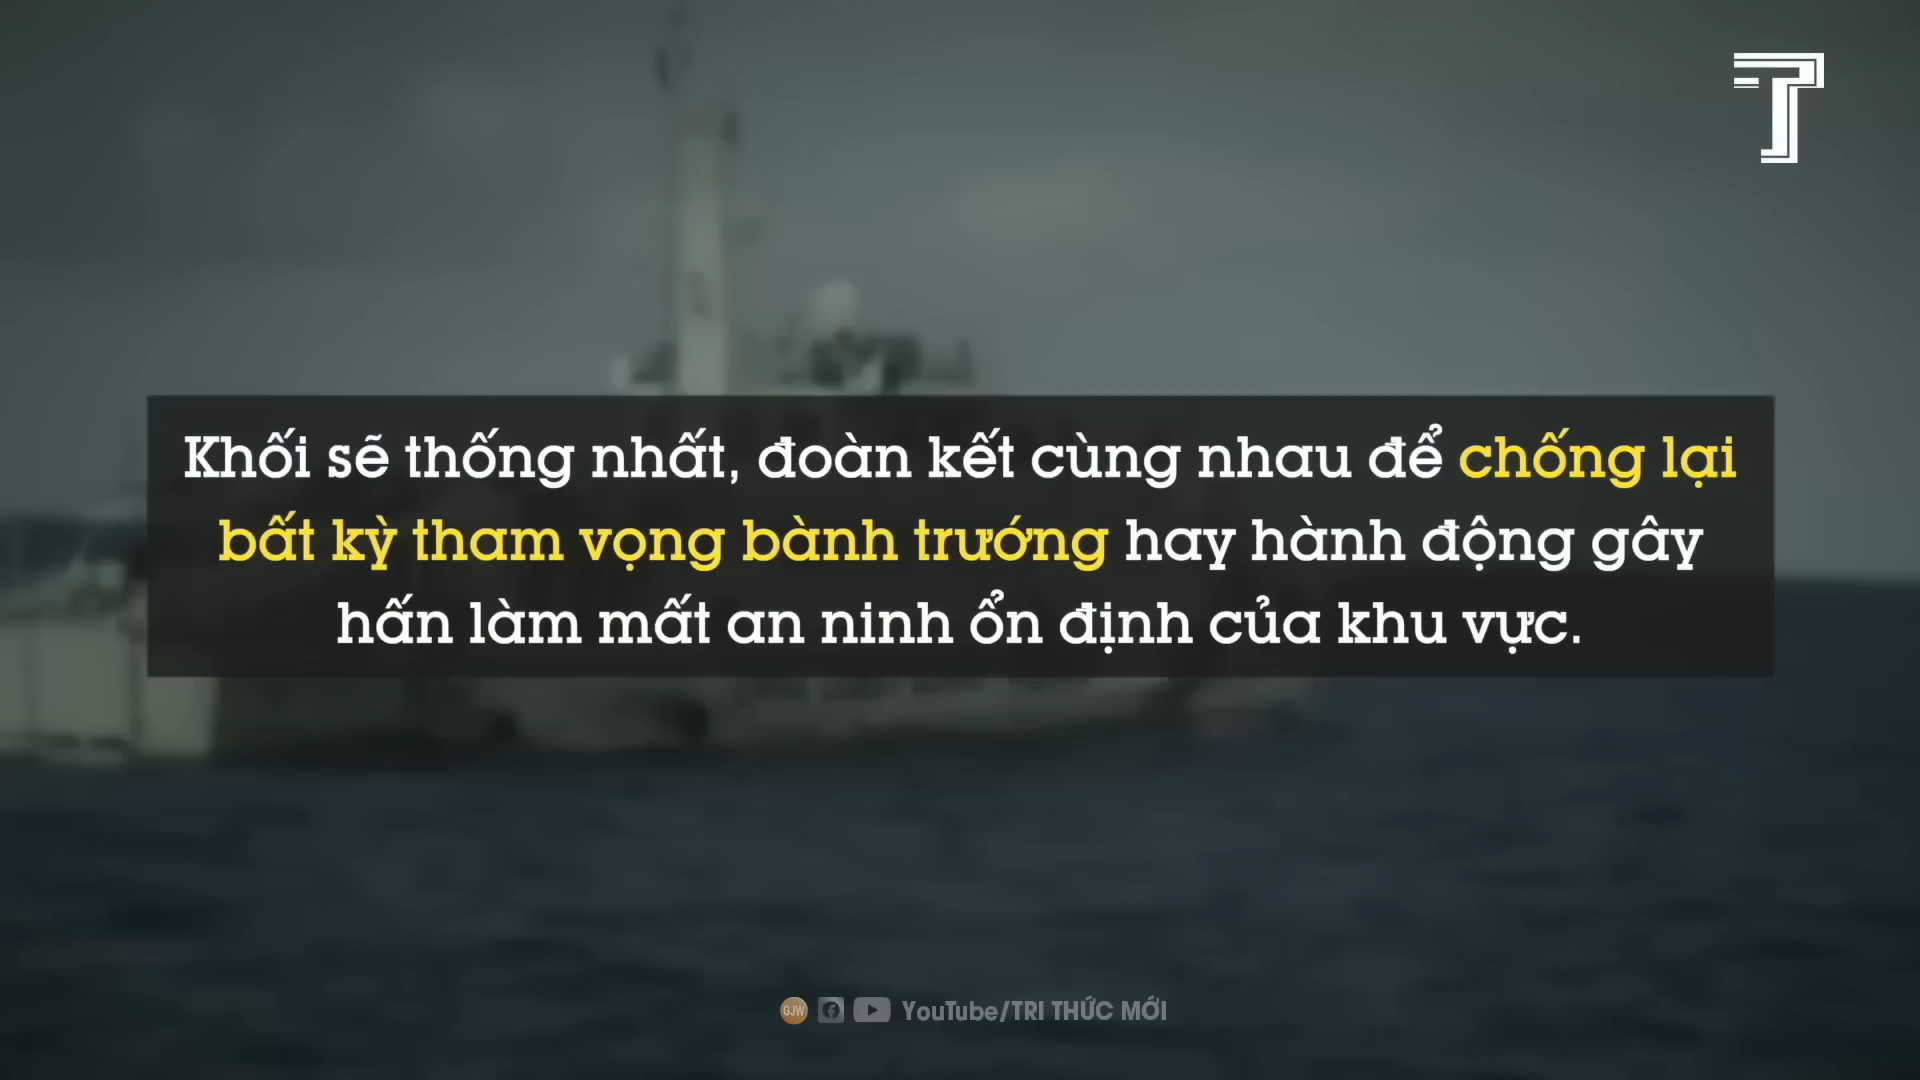 Khối sẽ thống nhất, đoàn kết cùng nhau để chống lại
bất kỳ tham vọng bành trướng hay hành động gây
hấn làm mất an ninh ổn định của khu vực.
GJW YouTube/TRI THỨC MỚI